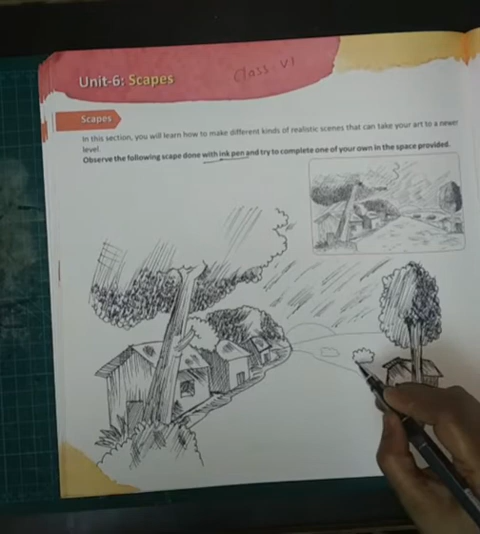 Unit-6: Scapes
Class-VI
Scapes
In this section, you will learn how to make different kinds of realistic scenes that can take your art to a newer
level.
Observe the following scape done with ink pen and try to complete one of your own in the space provided.